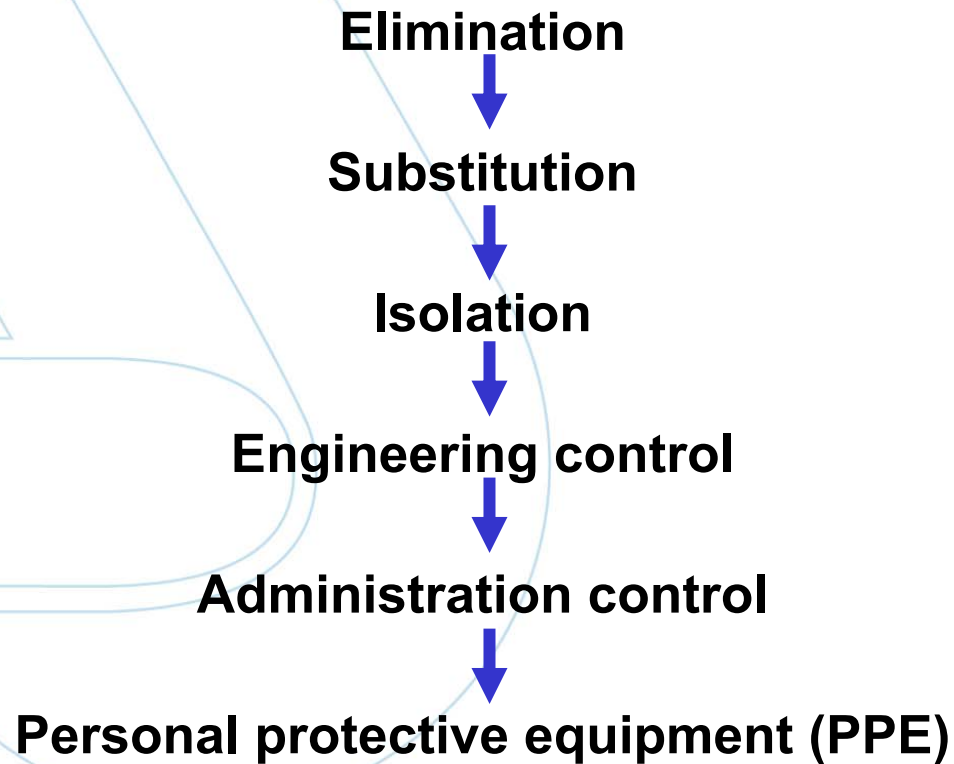 Elimination
Substitution
Isolation
Engineering control
Administration control
Personal protective equipment (PPE)